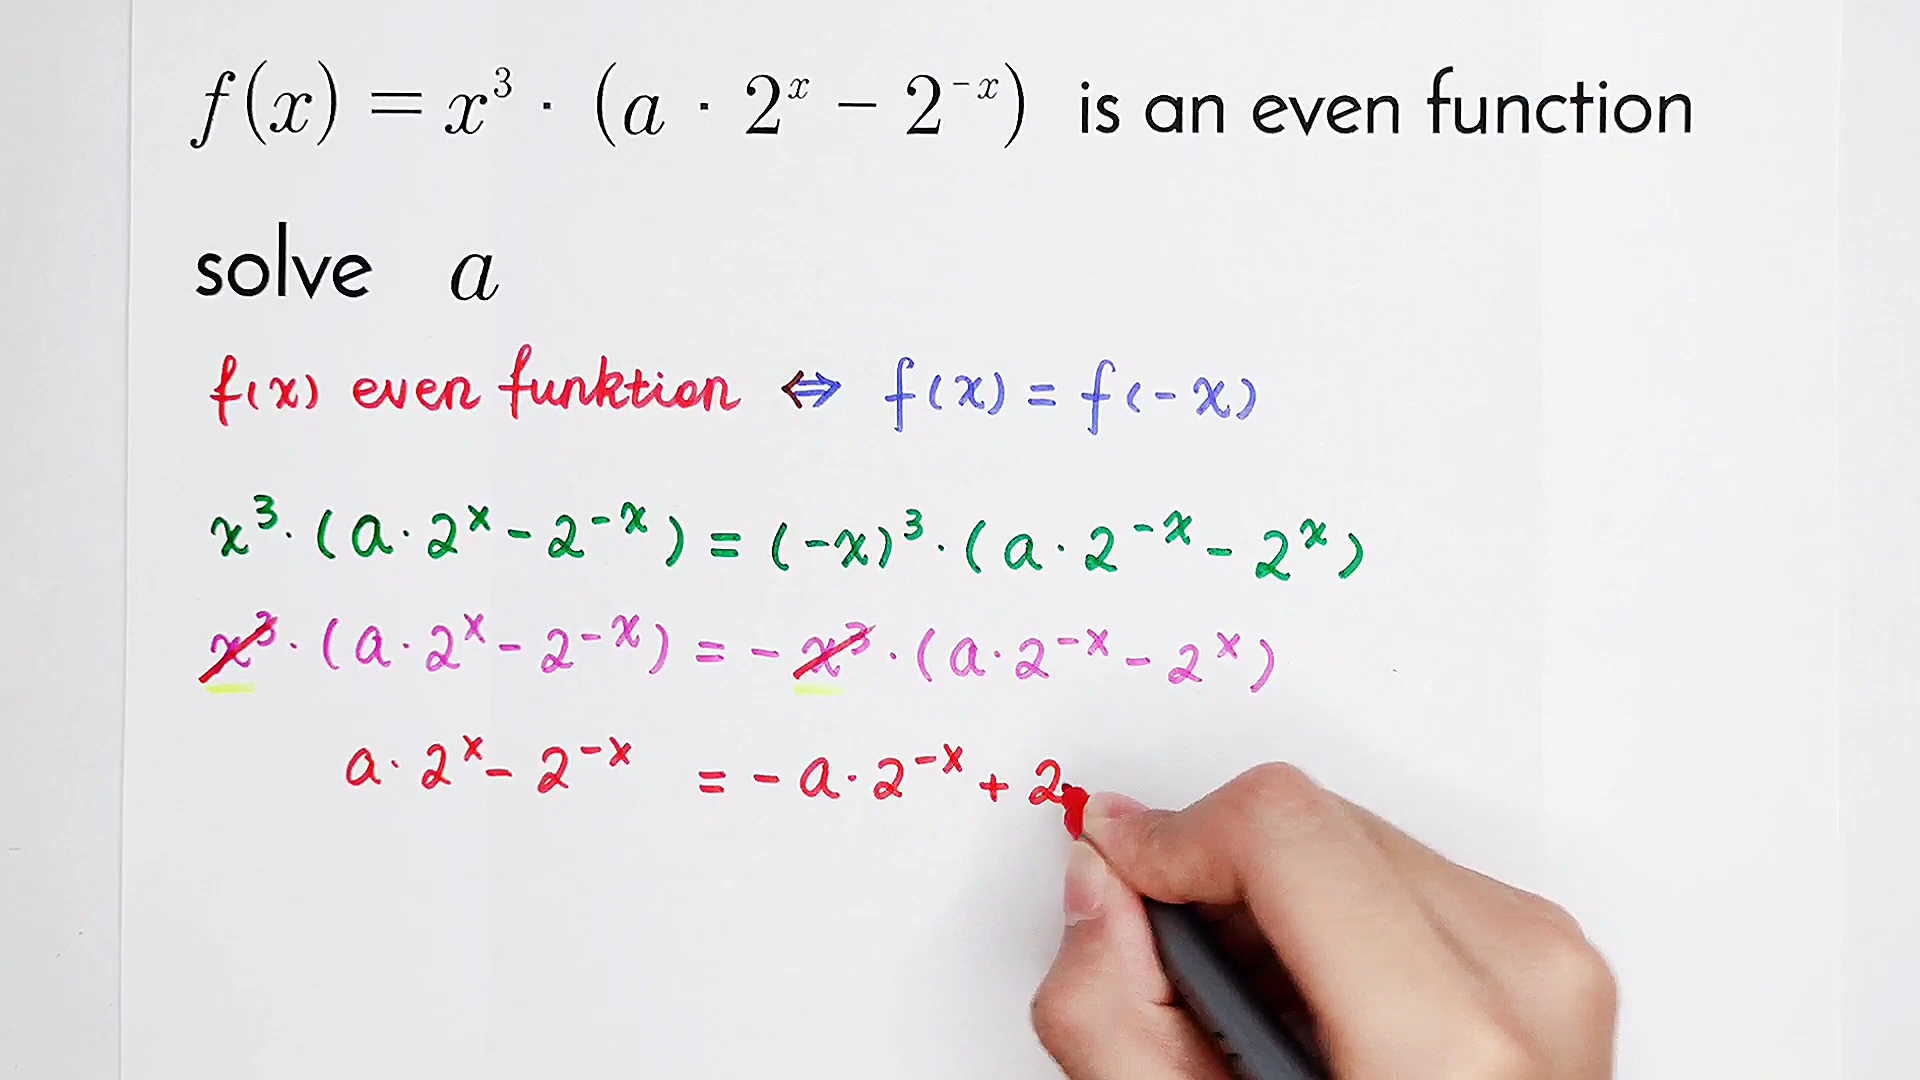 f(x) = x³ · (a · 2ˣ − 2⁻ˣ) is an even function
solve a
f(x) even funktion ⇔ f(x) = f(-x)
x³ · (a · 2ˣ - 2⁻ˣ) = (-x)³ · (a · 2⁻ˣ - 2ˣ)
x³ · (a · 2ˣ - 2⁻ˣ) = - x³ · (a · 2⁻ˣ - 2ˣ)
a · 2ˣ - 2⁻ˣ = - a · 2⁻ˣ + 2